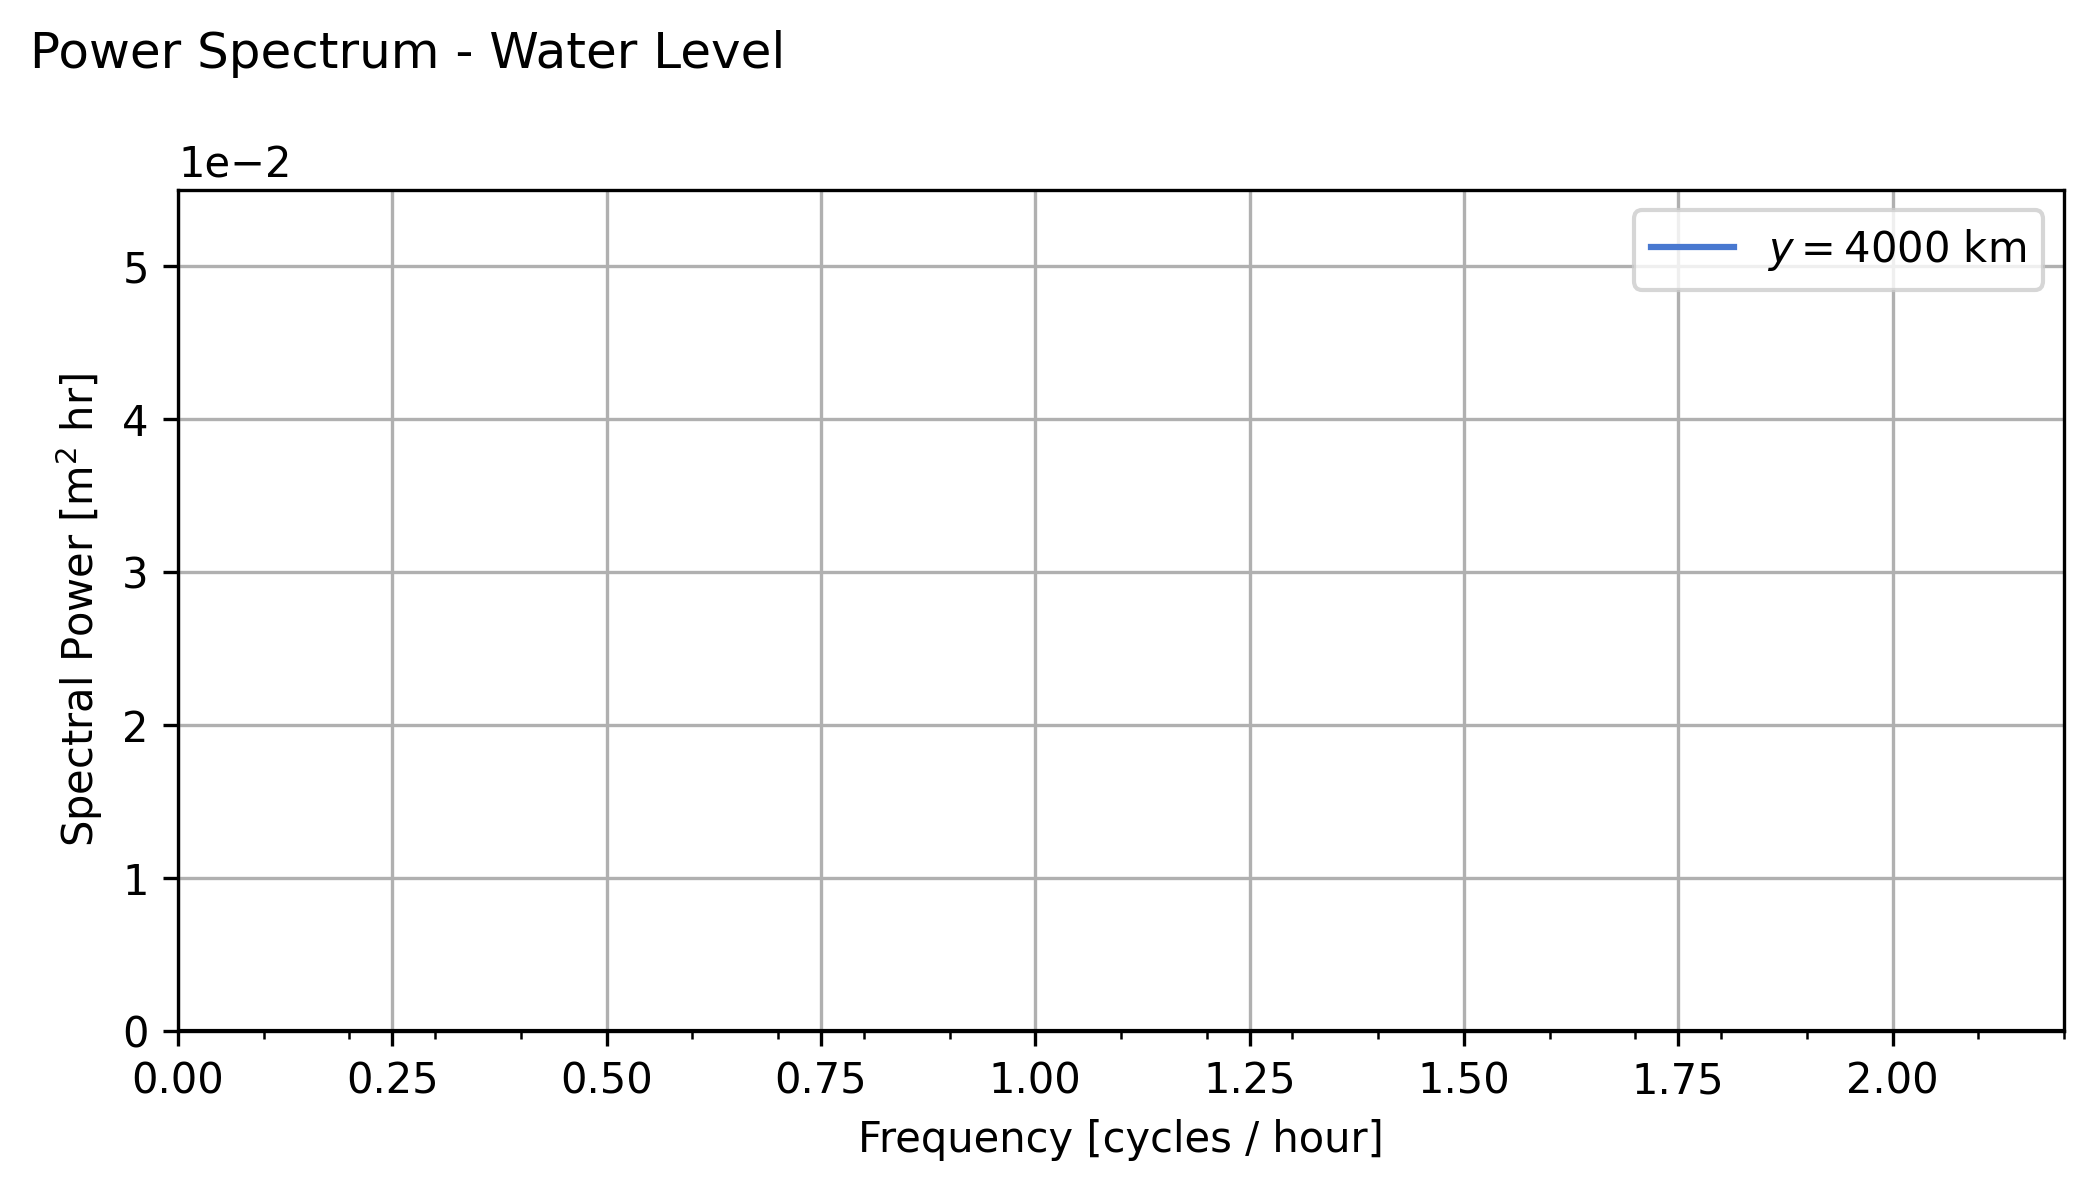 Power Spectrum - Water Level
1e−2
y = 4000 km
5
4
3
2
1
0
Spectral Power [m² hr]
0.00 0.25 0.50 0.75 1.00 1.25 1.50 1.75 2.00
Frequency [cycles / hour]